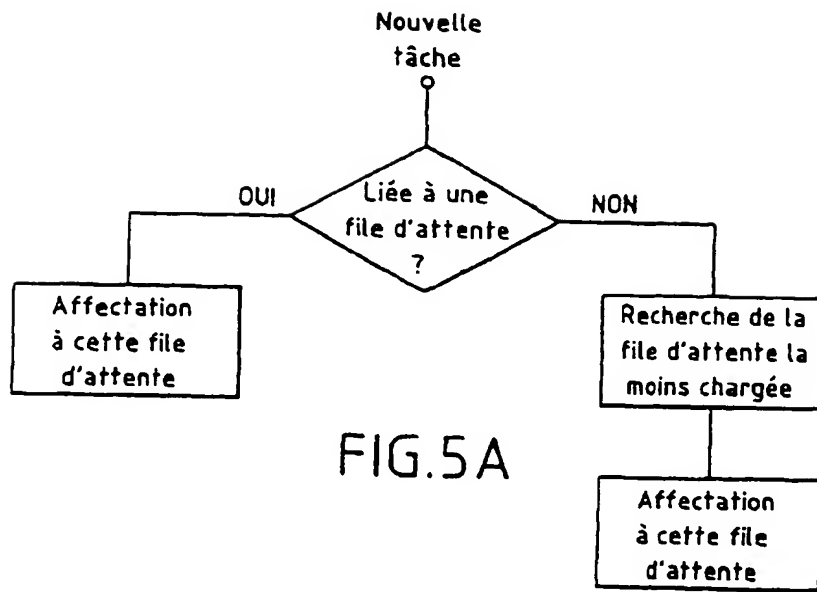 Nouvelle
tâche
OUI
Liée à une
file d'attente
?
NON
Affectation
à cette file
d'attente
Recherche de la
file d'attente la
moins chargée
FIG.5A
Affectation
à cette file
d'attente